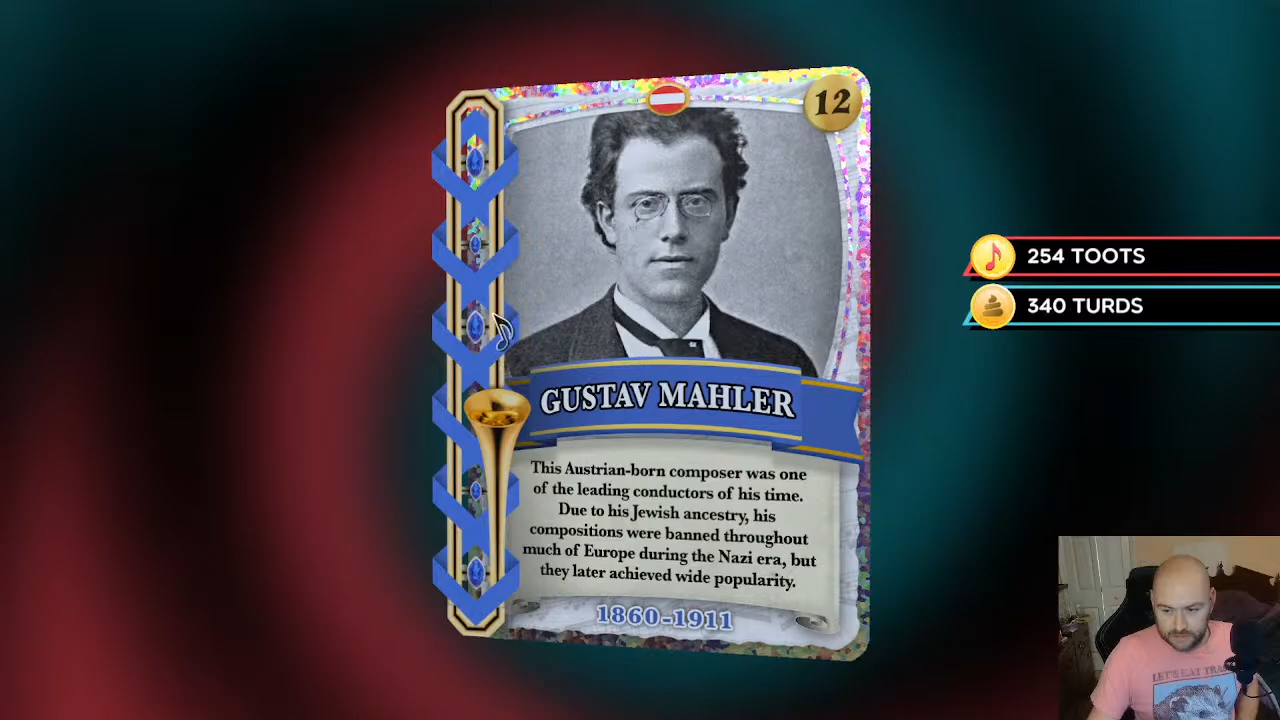 12
GUSTAV MAHLER
This Austrian-born composer was one
of the leading conductors of his time.
Due to his Jewish ancestry, his
compositions were banned throughout
much of Europe during the Nazi era, but
they later achieved wide popularity.
1860-1911
254 TOOTS
340 TURDS
LET'S EAT